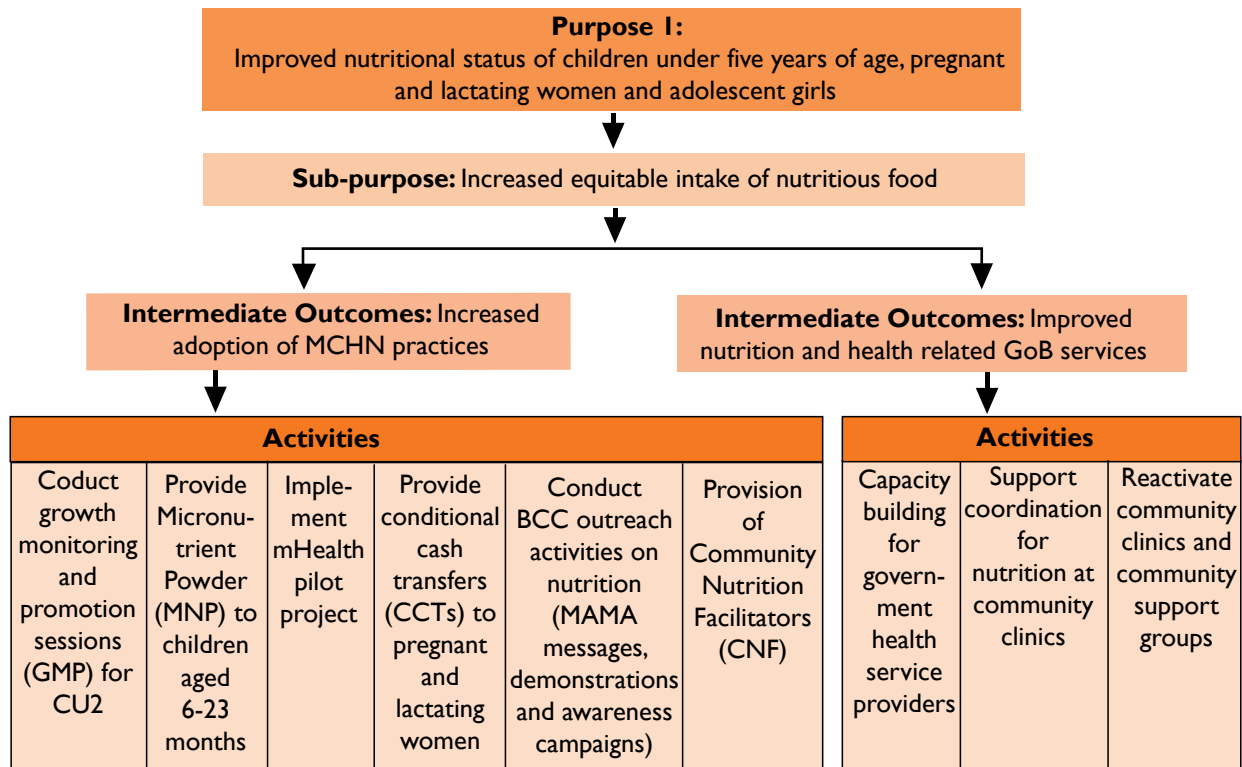 Purpose 1:
Improved nutritional status of children under five years of age, pregnant
and lactating women and adolescent girls
Sub-purpose: Increased equitable intake of nutritious food
Intermediate Outcomes: Increased
adoption of MCHN practices
Intermediate Outcomes: Improved
nutrition and health related GoB services
Activities
Coduct
growth
monitoring
and
promotion
sessions
(GMP) for
CU2
Provide
Micronu-
trient
Powder
(MNP) to
children
aged
6-23
months
Imple-
ment
mHealth
pilot
project
Provide
conditional
cash
transfers
(CCTs) to
pregnant
and
lactating
women
Conduct
BCC outreach
activities on
nutrition
(MAMA
messages,
demonstrations
and awareness
campaigns)
Provision
of
Community
Nutrition
Facilitators
(CNF)
Activities
Capacity
building
for
govern-
ment
health
service
providers
Support
coordination
for
nutrition at
community
clinics
Reactivate
community
clinics and
community
support
groups